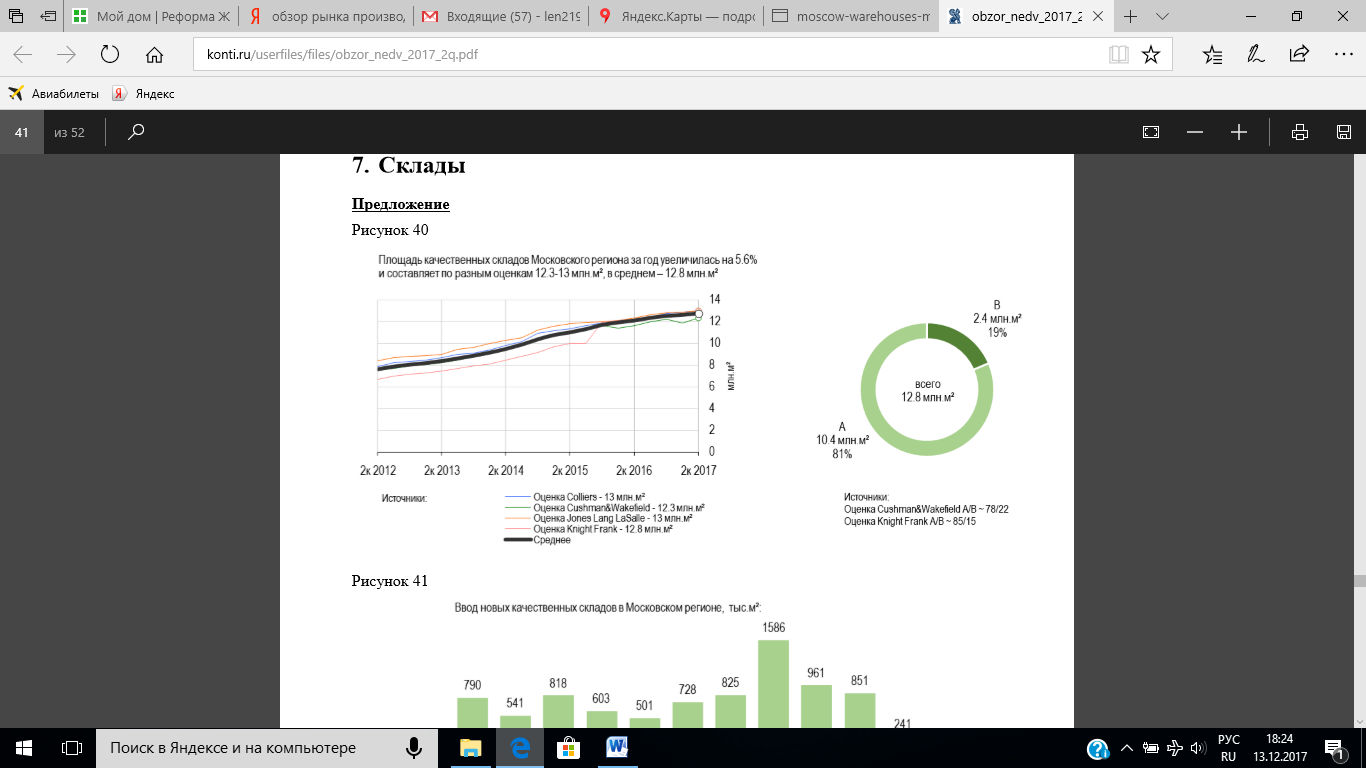 Мой дом | Реформа Ж
обзор рынка произво,
Входящие (57) - len219
Яндекс.Карты — подро
moscow-warehouses-m
obzor_nedv_2017_2
konti.ru/userfiles/files/obzor_nedv_2017_2q.pdf
Авиабилеты
Яндекс
41 из 52
7. Склады
Предложение
Рисунок 40
Площадь качественных складов Московского региона за год увеличилась на 5.6%
и составляет по разным оценкам 12.3-13 млн.м², в среднем – 12.8 млн.м²
14
12
10
8
6
4
2
0
млн.м²
2к 2012
2к 2013
2к 2014
2к 2015
2к 2016
2к 2017
Источники:
Оценка Colliers - 13 млн.м²
Оценка Cushman&Wakefield - 12.3 млн.м²
Оценка Jones Lang LaSalle - 13 млн.м²
Оценка Knight Frank - 12.8 млн.м²
Среднее
B
2.4 млн.м²
19%
всего
12.8 млн.м²
A
10.4 млн.м²
81%
Источники:
Оценка Cushman&Wakefield A/B ~ 78/22
Оценка Knight Frank A/B ~ 85/15
Рисунок 41
Ввод новых качественных складов в Московском регионе, тыс.м²:
790
541
818
603
501
728
825
1586
961
851
241
Поиск в Яндексе и на компьютере
РУС
RU
18:24
13.12.2017
1